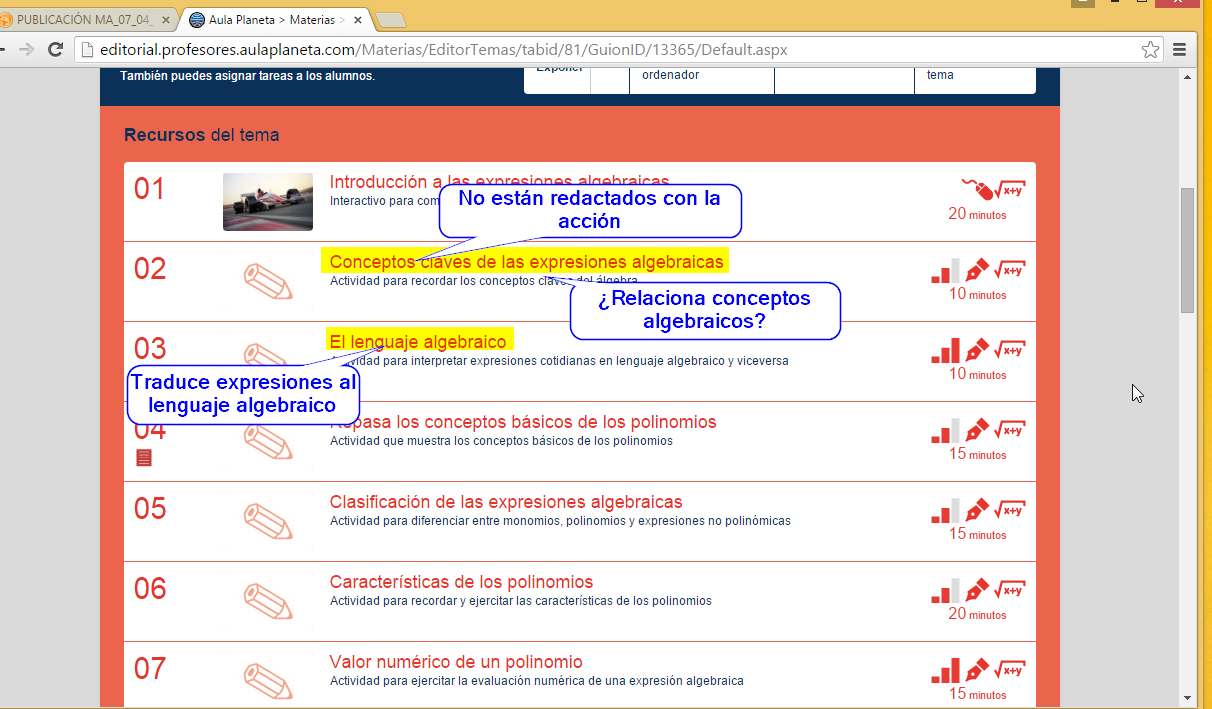 PUBLICACIÓN MA_07_04_
Aula Planeta > Materias >
editorial.profesores.aulaplaneta.com/Materias/EditorTemas/tabid/81/GuionID/13365/Default.aspx
También puedes asignar tareas a los alumnos.
Exponer
ordenador
tema
Recursos del tema
01
Introducción a las expresiones algebraicas
Interactivo para com
√x+y
20 minutos
No están redactados con la
acción
02
Conceptos claves de las expresiones algebraicas
Actividad para recordar los conceptos claves del álgebra
√x+y
10 minutos
¿Relaciona conceptos
algebraicos?
03
El lenguaje algebraico
Actividad para interpretar expresiones cotidianas en lenguaje algebraico y viceversa
√x+y
10 minutos
Traduce expresiones al
lenguaje algebraico
04
Repasa los conceptos básicos de los polinomios
Actividad que muestra los conceptos básicos de los polinomios
√x+y
15 minutos
05
Clasificación de las expresiones algebraicas
Actividad para diferenciar entre monomios, polinomios y expresiones no polinómicas
√x+y
15 minutos
06
Características de los polinomios
Actividad para recordar y ejercitar las características de los polinomios
√x+y
20 minutos
07
Valor numérico de un polinomio
Actividad para ejercitar la evaluación numérica de una expresión algebraica
√x+y
15 minutos